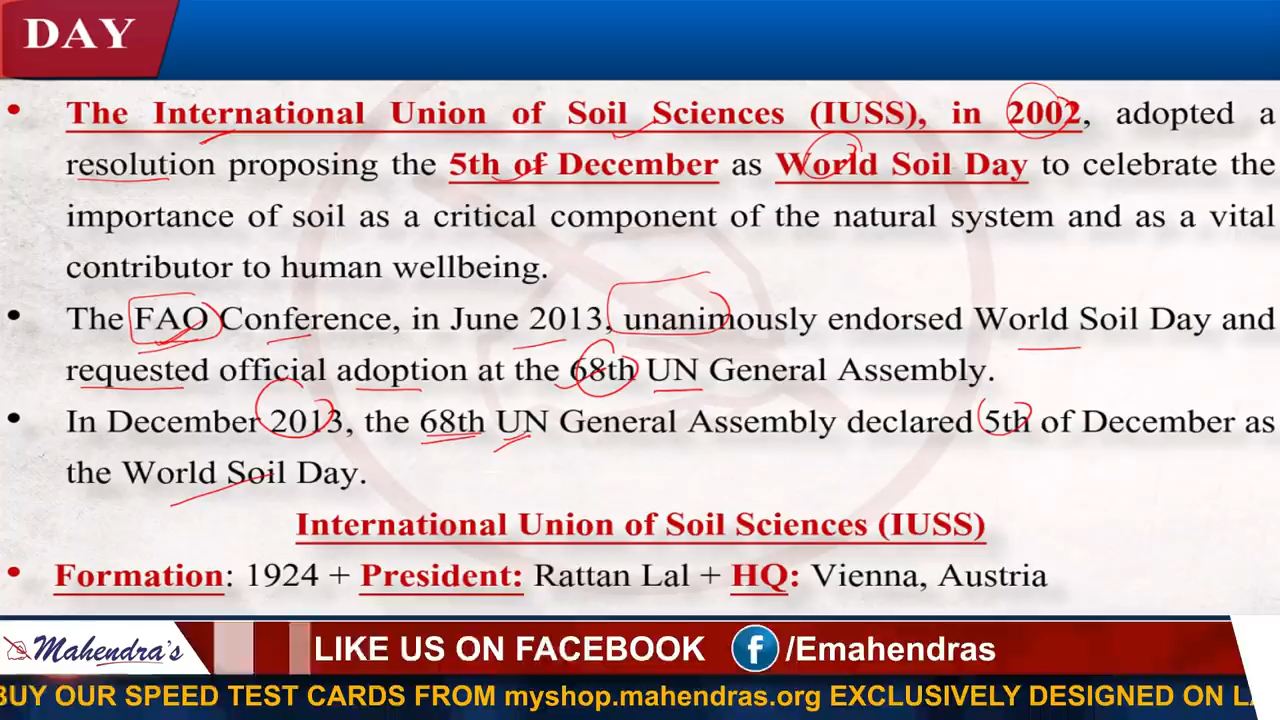 DAY
• The International Union of Soil Sciences (IUSS), in 2002, adopted a
resolution proposing the 5th of December as World Soil Day to celebrate the
importance of soil as a critical component of the natural system and as a vital
contributor to human wellbeing.
• The FAO Conference, in June 2013, unanimously endorsed World Soil Day and
requested official adoption at the 68th UN General Assembly.
• In December 2013, the 68th UN General Assembly declared 5th of December as
the World Soil Day.
International Union of Soil Sciences (IUSS)
• Formation: 1924 + President: Rattan Lal + HQ: Vienna, Austria
Mahendra's LIKE US ON FACEBOOK f /Emahendras
BUY OUR SPEED TEST CARDS FROM myshop.mahendras.org EXCLUSIVELY DESIGNED ON